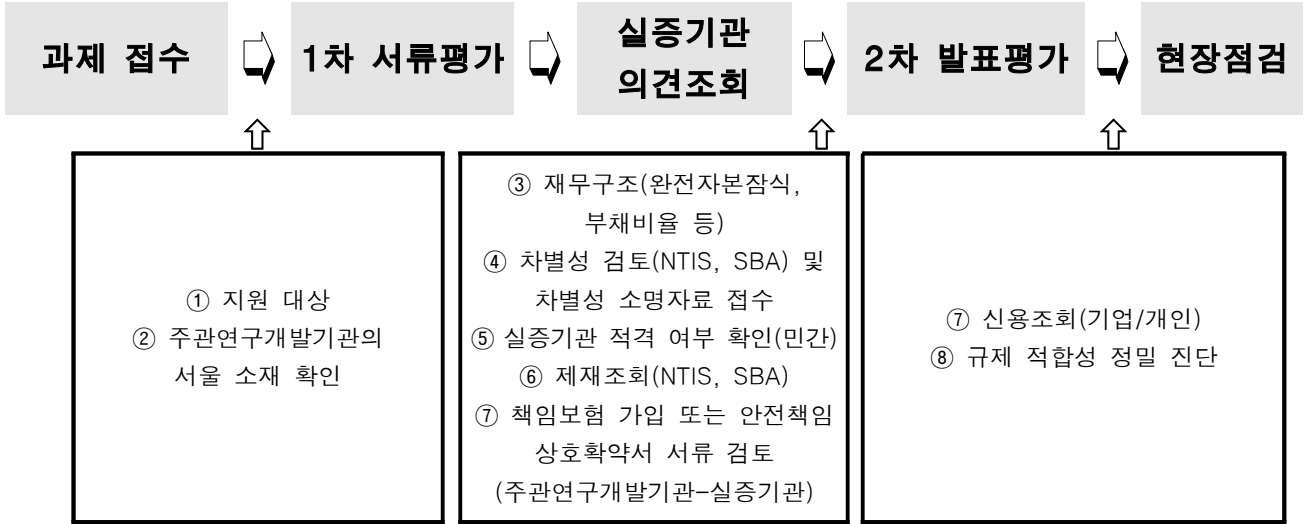 과제 접수
1차 서류평가
실증기관
의견조회
2차 발표평가
현장점검
① 지원 대상
② 주관연구개발기관의
서울 소재 확인
③ 재무구조(완전자본잠식,
부채비율 등)
④ 차별성 검토(NTIS, SBA) 및
차별성 소명자료 접수
⑤ 실증기관 적격 여부 확인(민간)
⑥ 제재조회(NTIS, SBA)
⑦ 책임보험 가입 또는 안전책임
상호확약서 서류 검토
(주관연구개발기관-실증기관)
⑦ 신용조회(기업/개인)
⑧ 규제 적합성 정밀 진단